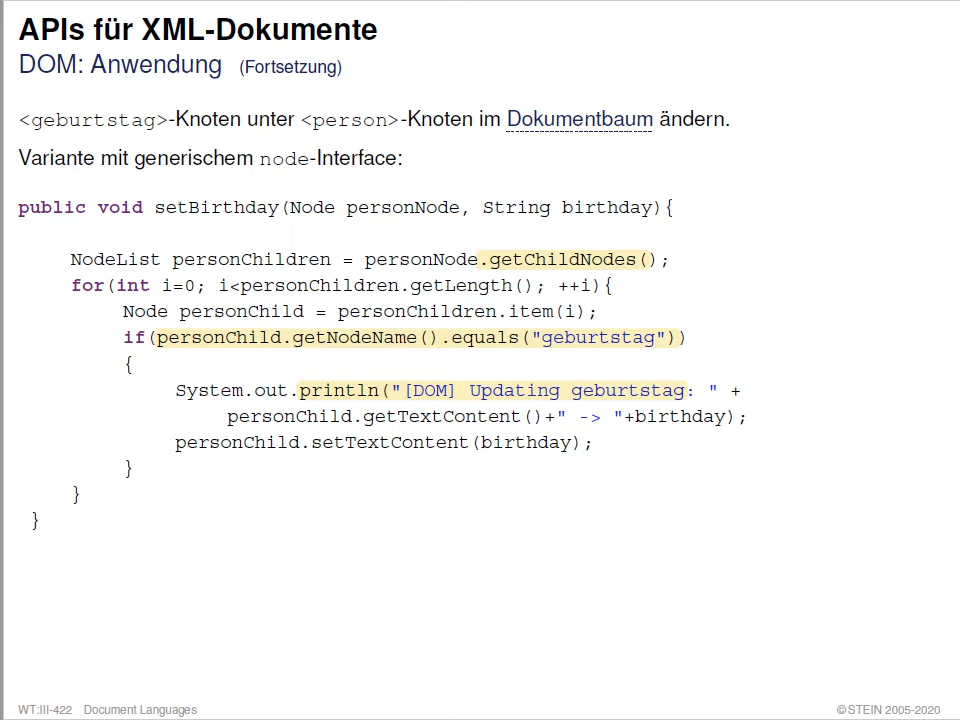 APIs für XML-Dokumente
DOM: Anwendung (Fortsetzung)
<geburtstag>-Knoten unter <person>-Knoten im Dokumentbaum ändern.
Variante mit generischem node-Interface:
public void setBirthday(Node personNode, String birthday){
NodeList personChildren = personNode.getChildNodes();
for(int i=0; i<personChildren.getLength(); ++i){
Node personChild = personChildren.item(i);
if(personChild.getNodeName().equals("geburtstag"))
{
System.out.println("[DOM] Updating geburtstag: " +
personChild.getTextContent()+" -> "+birthday);
personChild.setTextContent(birthday);
}
}
}
WT:III-422 Document Languages ©STEIN 2005-2020